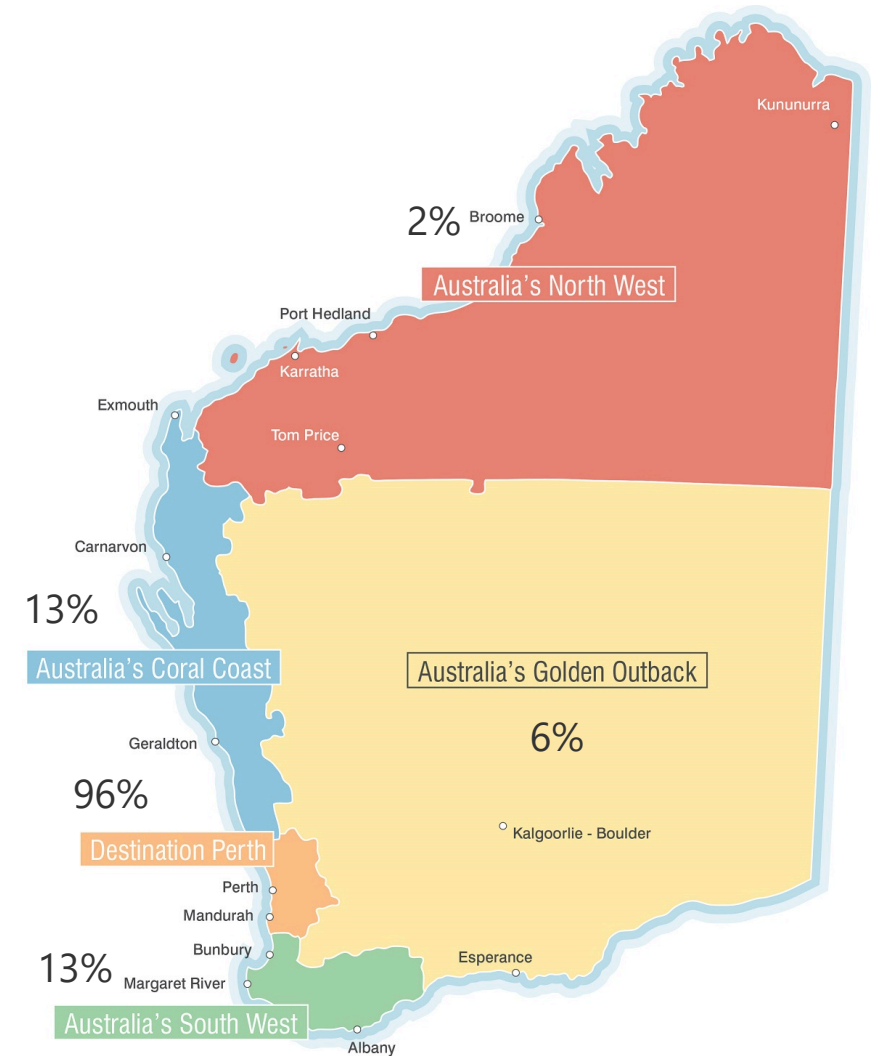 Kununurra
2%
Broome
Australia's North West
Port Hedland
Karratha
Exmouth
Tom Price
Carnarvon
13%
Australia's Coral Coast
Australia's Golden Outback
6%
Geraldton
96%
Kalgoorlie - Boulder
Destination Perth
Perth
Mandurah
Bunbury
Esperance
13%
Margaret River
Australia's South West
Albany